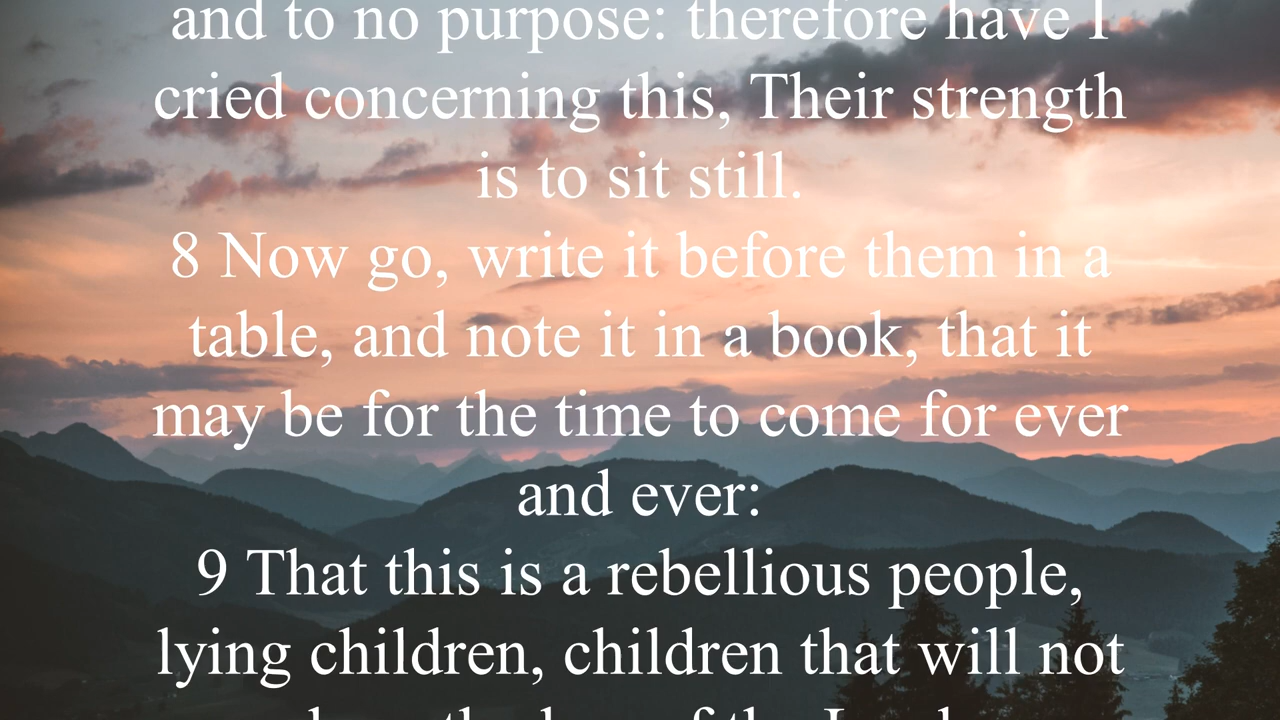 and to no purpose: therefore have I
cried concerning this, Their strength
is to sit still.
8 Now go, write it before them in a
table, and note it in a book, that it
may be for the time to come for ever
and ever:
9 That this is a rebellious people,
lying children, children that will not